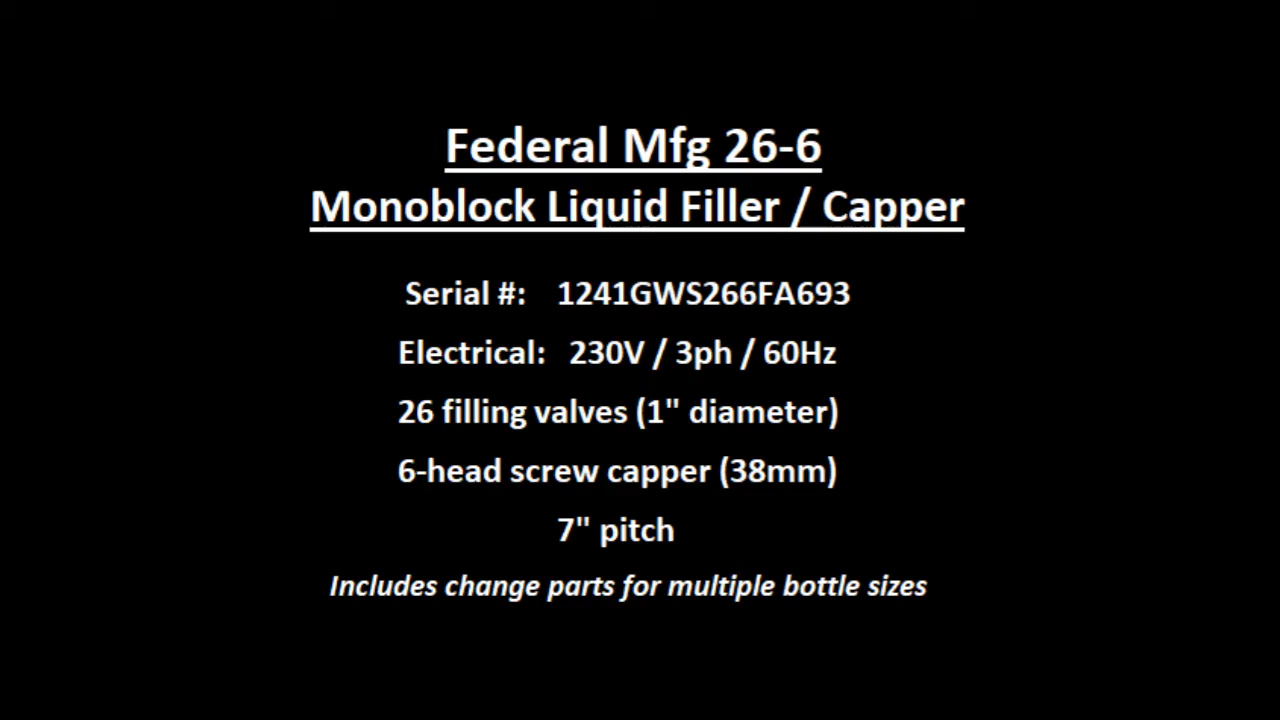 Federal Mfg 26-6
Monoblock Liquid Filler / Capper
Serial #: 1241GWS266FA693
Electrical: 230V / 3ph / 60Hz
26 filling valves (1" diameter)
6-head screw capper (38mm)
7" pitch
Includes change parts for multiple bottle sizes